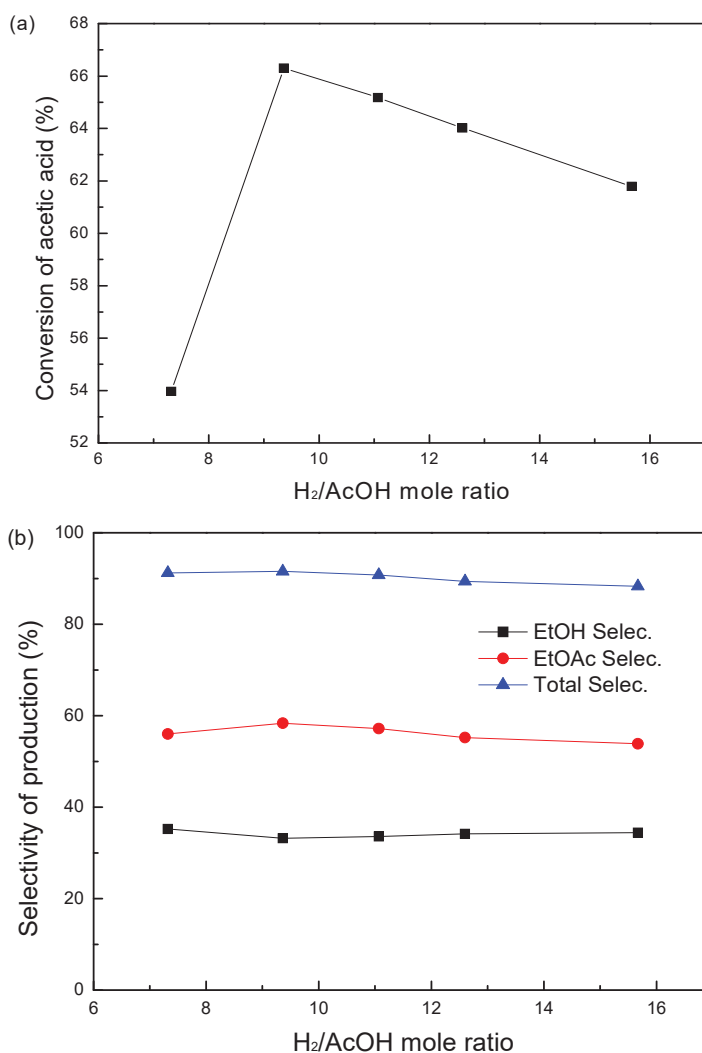 (a)
68
66
64
62
60
58
56
54
52
Conversion of acetic acid (%)
6 8 10 12 14 16
H₂/AcOH mole ratio
(b)
100
80
60
40
20
0
Selectivity of production (%)
EtOH Selec.
EtOAc Selec.
Total Selec.
6 8 10 12 14 16
H₂/AcOH mole ratio